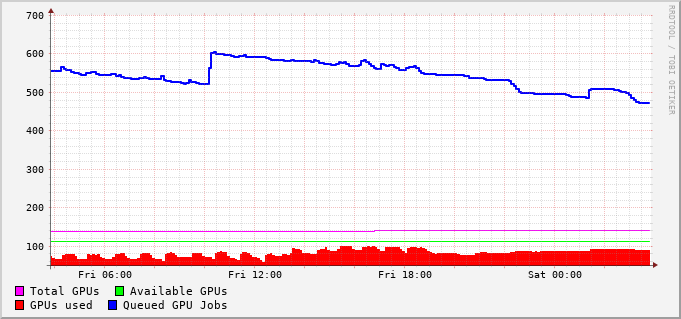 700
600
500
400
300
200
100
Fri 06:00 Fri 12:00 Fri 18:00 Sat 00:00
Total GPUs Available GPUs
GPUs used Queued GPU Jobs
RRDTOOL / TOBI OETIKER